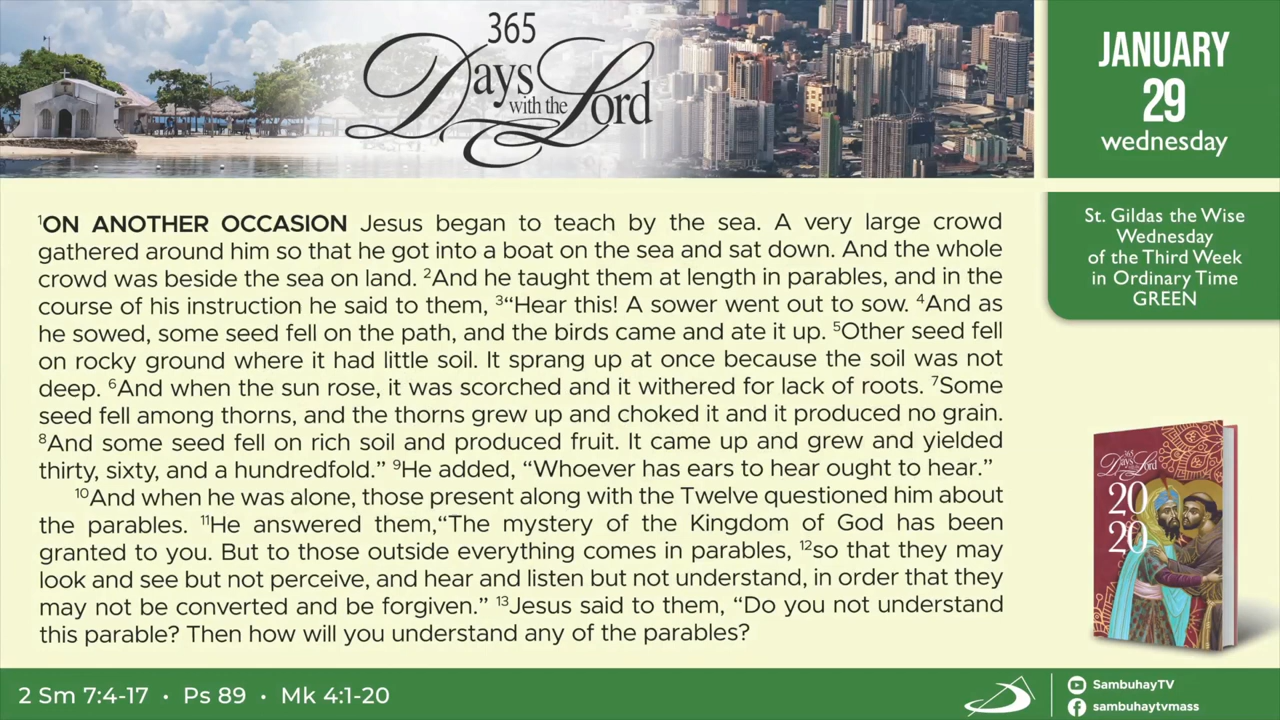 365
Days with the Lord
JANUARY
29
wednesday
St. Gildas the Wise
Wednesday
of the Third Week
in Ordinary Time
GREEN
¹ON ANOTHER OCCASION Jesus began to teach by the sea. A very large crowd
gathered around him so that he got into a boat on the sea and sat down. And the whole
crowd was beside the sea on land. ²And he taught them at length in parables, and in the
course of his instruction he said to them, ³“Hear this! A sower went out to sow. ⁴And as
he sowed, some seed fell on the path, and the birds came and ate it up. ⁵Other seed fell
on rocky ground where it had little soil. It sprang up at once because the soil was not
deep. ⁶And when the sun rose, it was scorched and it withered for lack of roots. ⁷Some
seed fell among thorns, and the thorns grew up and choked it and it produced no grain.
⁸And some seed fell on rich soil and produced fruit. It came up and grew and yielded
thirty, sixty, and a hundredfold.” ⁹He added, “Whoever has ears to hear ought to hear.”
¹⁰And when he was alone, those present along with the Twelve questioned him about
the parables. ¹¹He answered them,“The mystery of the Kingdom of God has been
granted to you. But to those outside everything comes in parables, ¹²so that they may
look and see but not perceive, and hear and listen but not understand, in order that they
may not be converted and be forgiven.” ¹³Jesus said to them, “Do you not understand
this parable? Then how will you understand any of the parables?
365
Days with the Lord
20
20
2 Sm 7:4-17 • Ps 89 • Mk 4:1-20
SambuhayTV
sambuhaytvmass